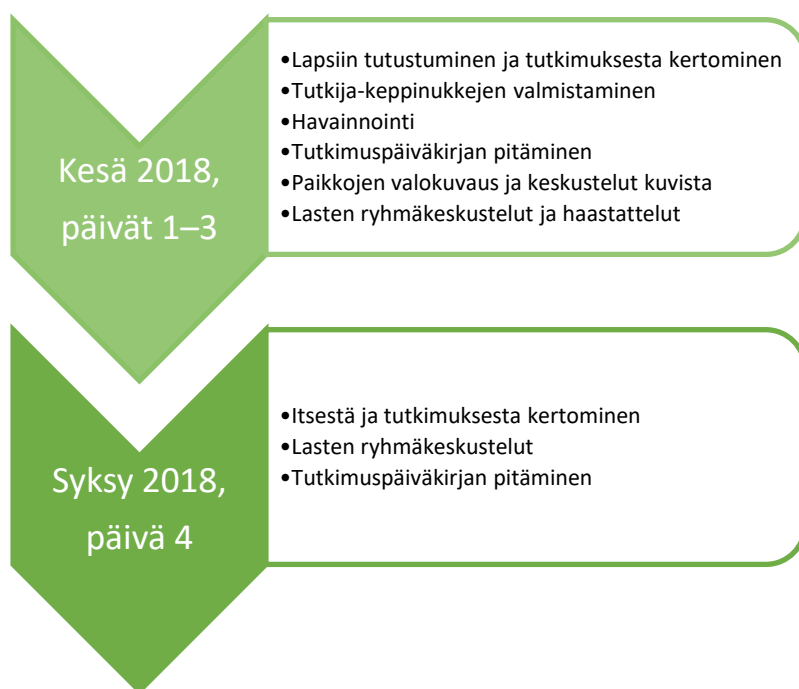 Kesä 2018,
päivät 1–3
•Lapsiin tutustuminen ja tutkimuksesta kertominen
•Tutkija-keppinukkejen valmistaminen
•Havainnointi
•Tutkimuspäiväkirjan pitäminen
•Paikkojen valokuvaus ja keskustelut kuvista
•Lasten ryhmäkeskustelut ja haastattelut
Syksy 2018,
päivä 4
•Itsestä ja tutkimuksesta kertominen
•Lasten ryhmäkeskustelut
•Tutkimuspäiväkirjan pitäminen